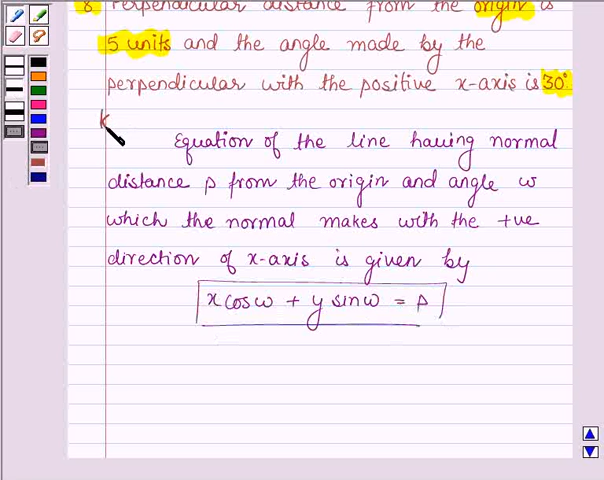 8 Perpendicular distance from the origin is
5 units and the angle made by the
perpendicular with the positive x-axis is 30°.
K
Equation of the line having normal
distance p from the origin and angle ω
which the normal makes with the +ve
direction of x-axis is given by
x cosω + y sinω = p